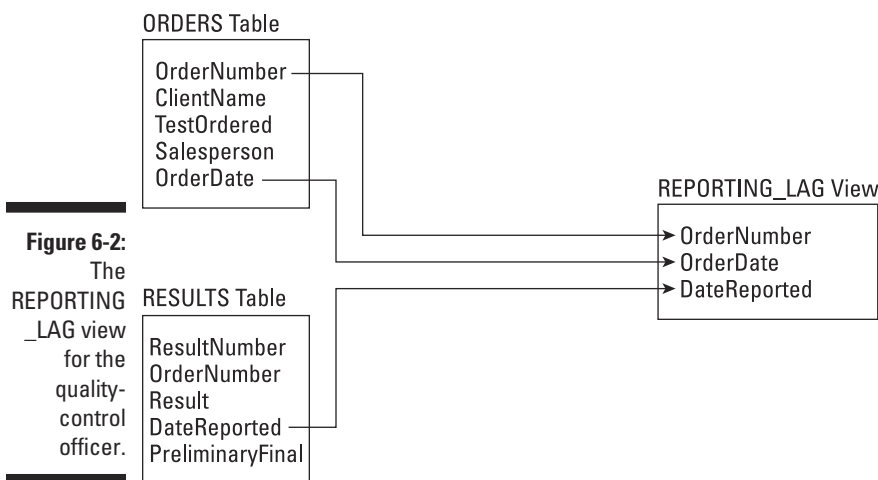 ORDERS Table
OrderNumber
ClientName
TestOrdered
Salesperson
OrderDate
REPORTING_LAG View
OrderNumber
OrderDate
DateReported
Figure 6-2:
The
REPORTING
_LAG view
for the
quality-
control
officer.
RESULTS Table
ResultNumber
OrderNumber
Result
DateReported
PreliminaryFinal